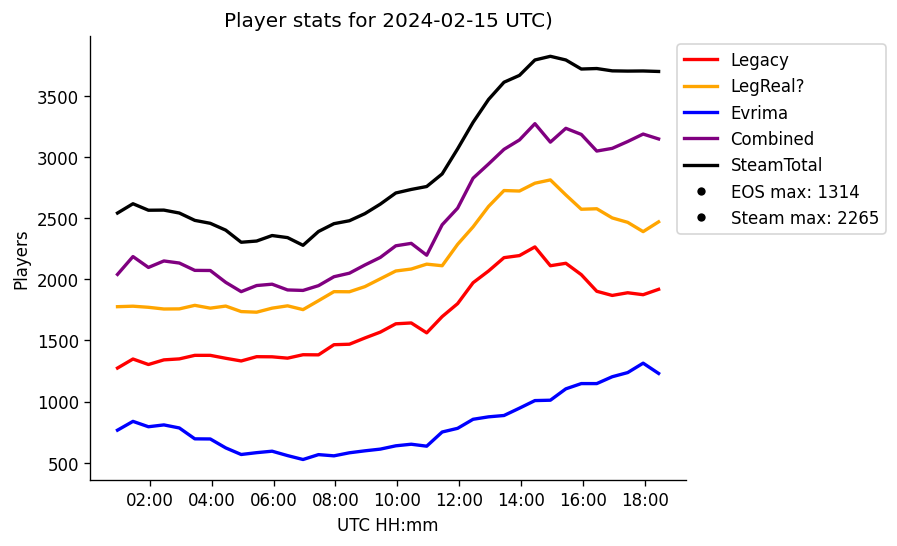 Player stats for 2024-02-15 UTC)
Players
3500
3000
2500
2000
1500
1000
500
02:00 04:00 06:00 08:00 10:00 12:00 14:00 16:00 18:00
UTC HH:mm
Legacy
LegReal?
Evrima
Combined
SteamTotal
EOS max: 1314
Steam max: 2265